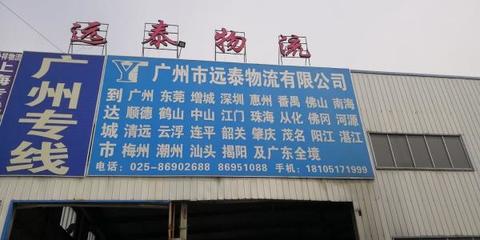 远泰物流
上海专
广州专线
YT 广州市远泰物流有限公司
到达城市
广州 东莞 增城 深圳 惠州 番禺 佛山 南海
顺德 鹤山 中山 江门 珠海 从化 佛冈 河源
清远 云浮 连平 韶关 肇庆 茂名 阳江 湛江
梅州 潮州 汕头 揭阳 及广东全境
电话：025-86902688 86951088 手机：18105171999